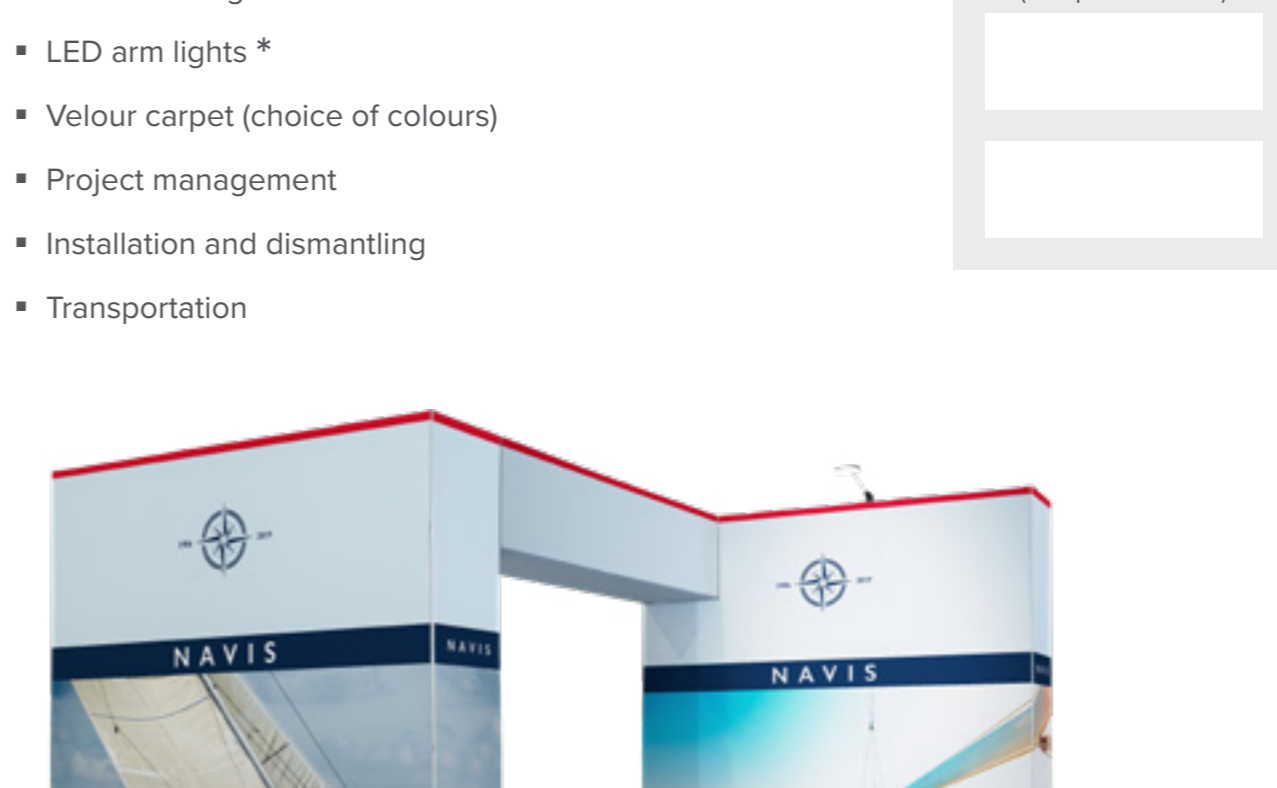 LED arm lights *
Velour carpet (choice of colours)
Project management
Installation and dismantling
Transportation
NAVIS
NAVIS
NAVIS